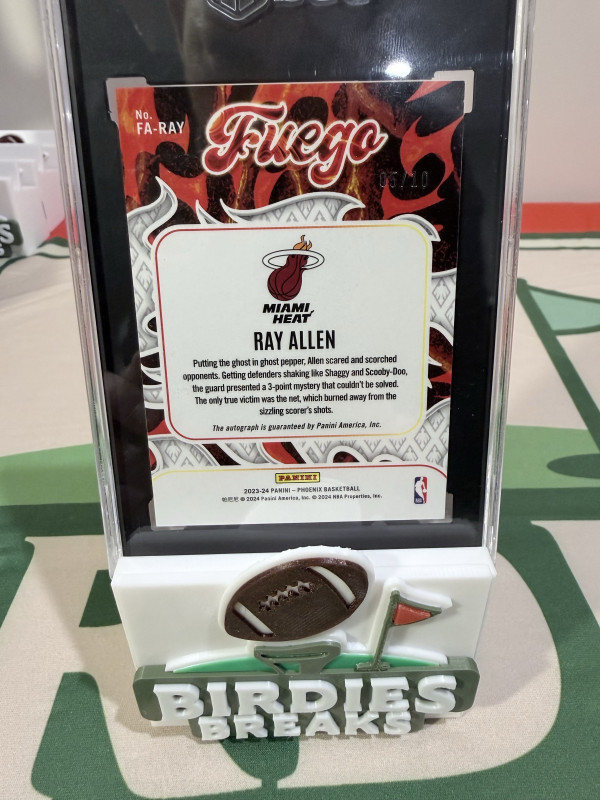 No.
FA-RAY
Fuego
05/10
MIAMI
HEAT
RAY ALLEN
Putting the ghost in ghost pepper, Allen scared and scorched
opponents. Getting defenders shaking like Shaggy and Scooby-Doo,
the guard presented a 3-point mystery that couldn't be solved.
The only true victim was the net, which burned away from the
sizzling scorer's shots.
The autograph is guaranteed by Panini America, Inc.
PANINI
2023-24 PANINI – PHOENIX BASKETBALL
帕尼尼 © 2024 Panini America, Inc. © 2024 NBA Properties, Inc.
BIRDIES
BREAKS